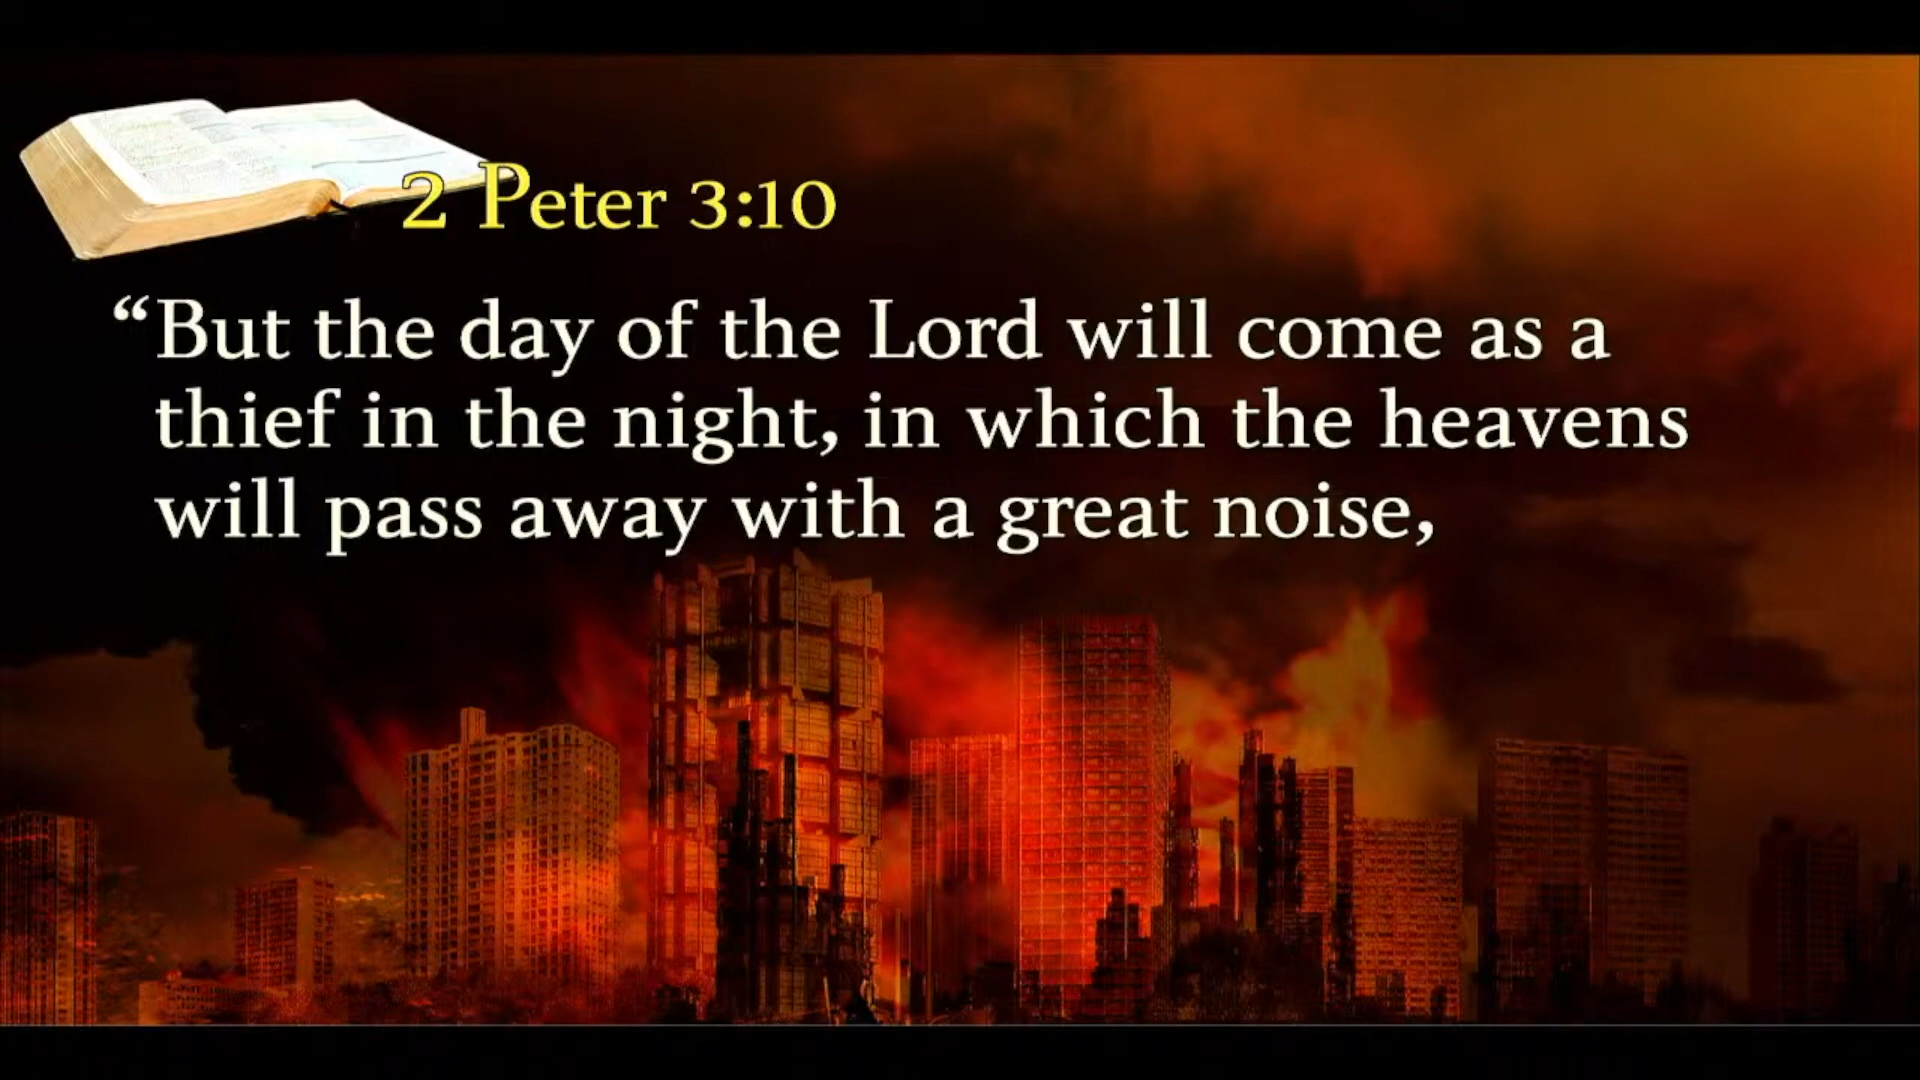 2 Peter 3:10
“But the day of the Lord will come as a
thief in the night, in which the heavens
will pass away with a great noise,